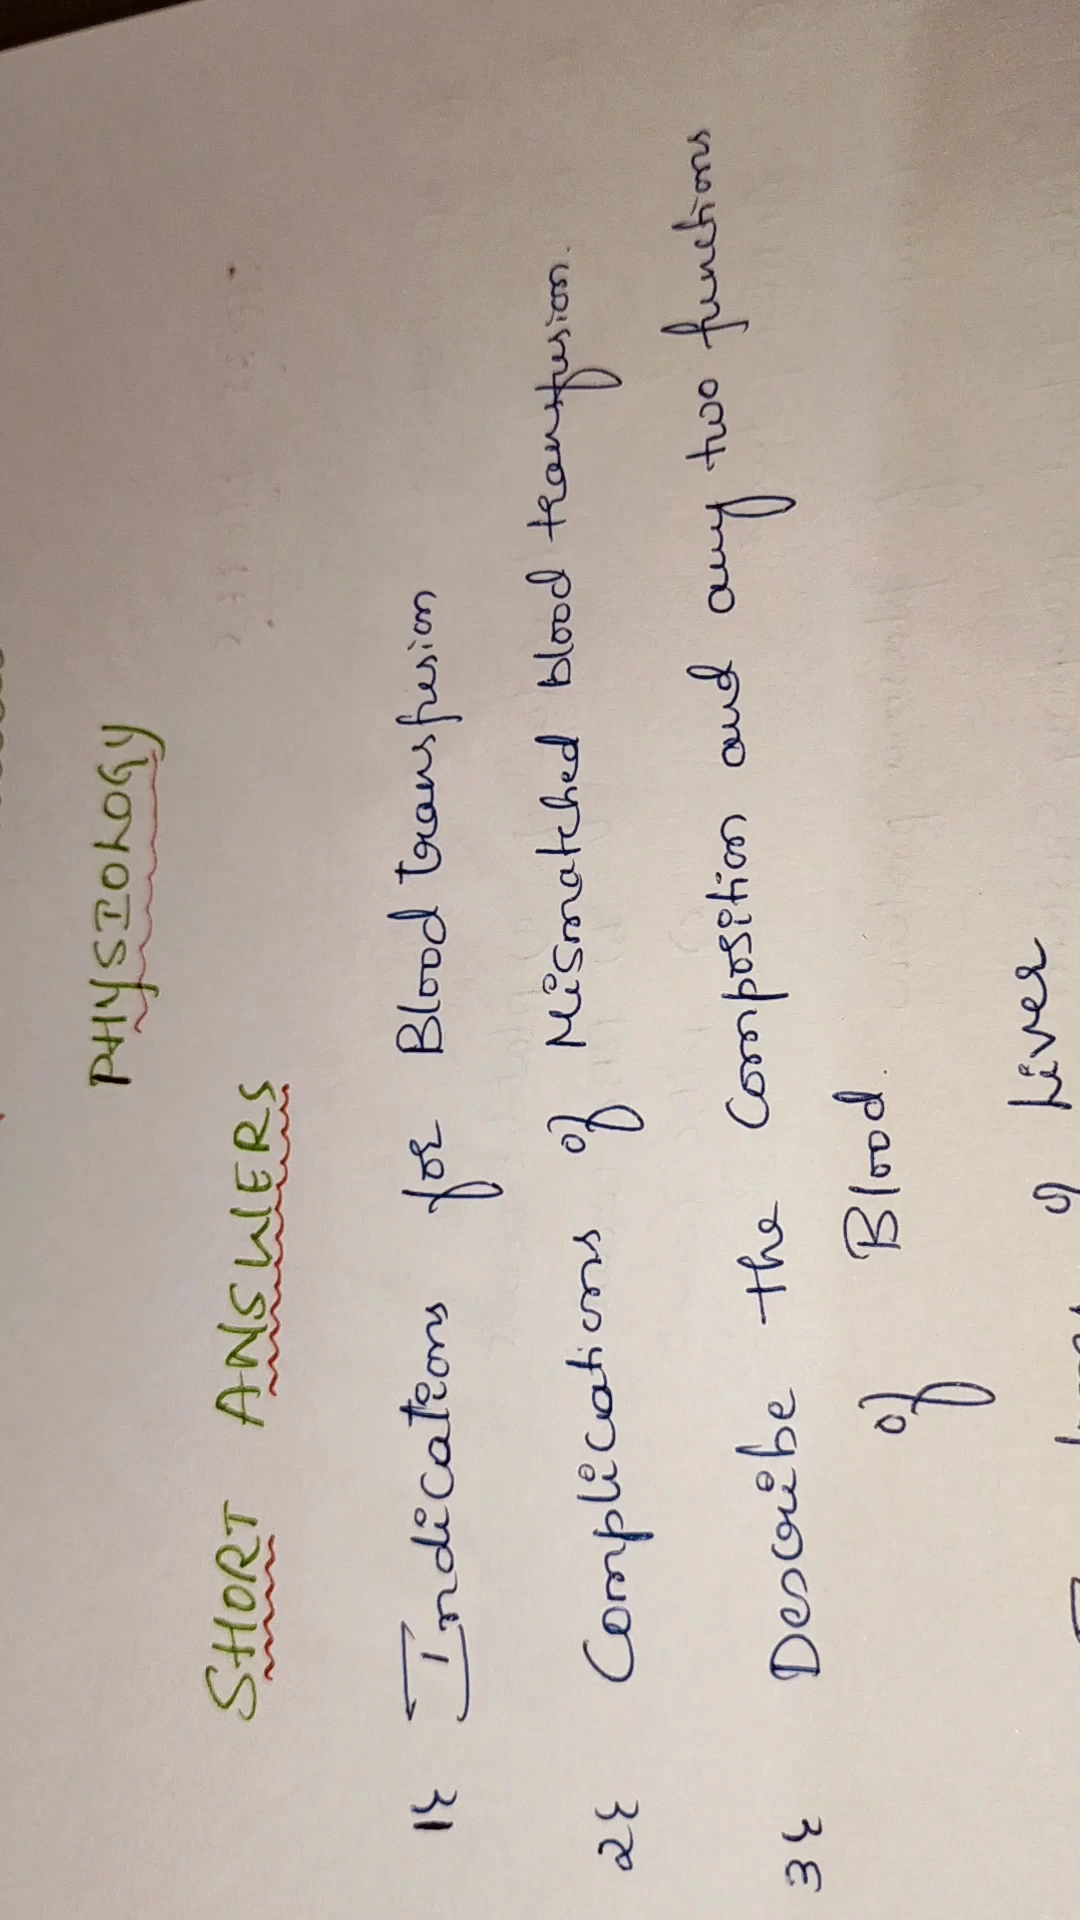 PHYSIOLOGY
SHORT ANSWERS
1} Indications for Blood transfusion
2} Complications of Mismatched blood transfusion.
3} Describe the Composition and any two functions
of Blood.
of Liver